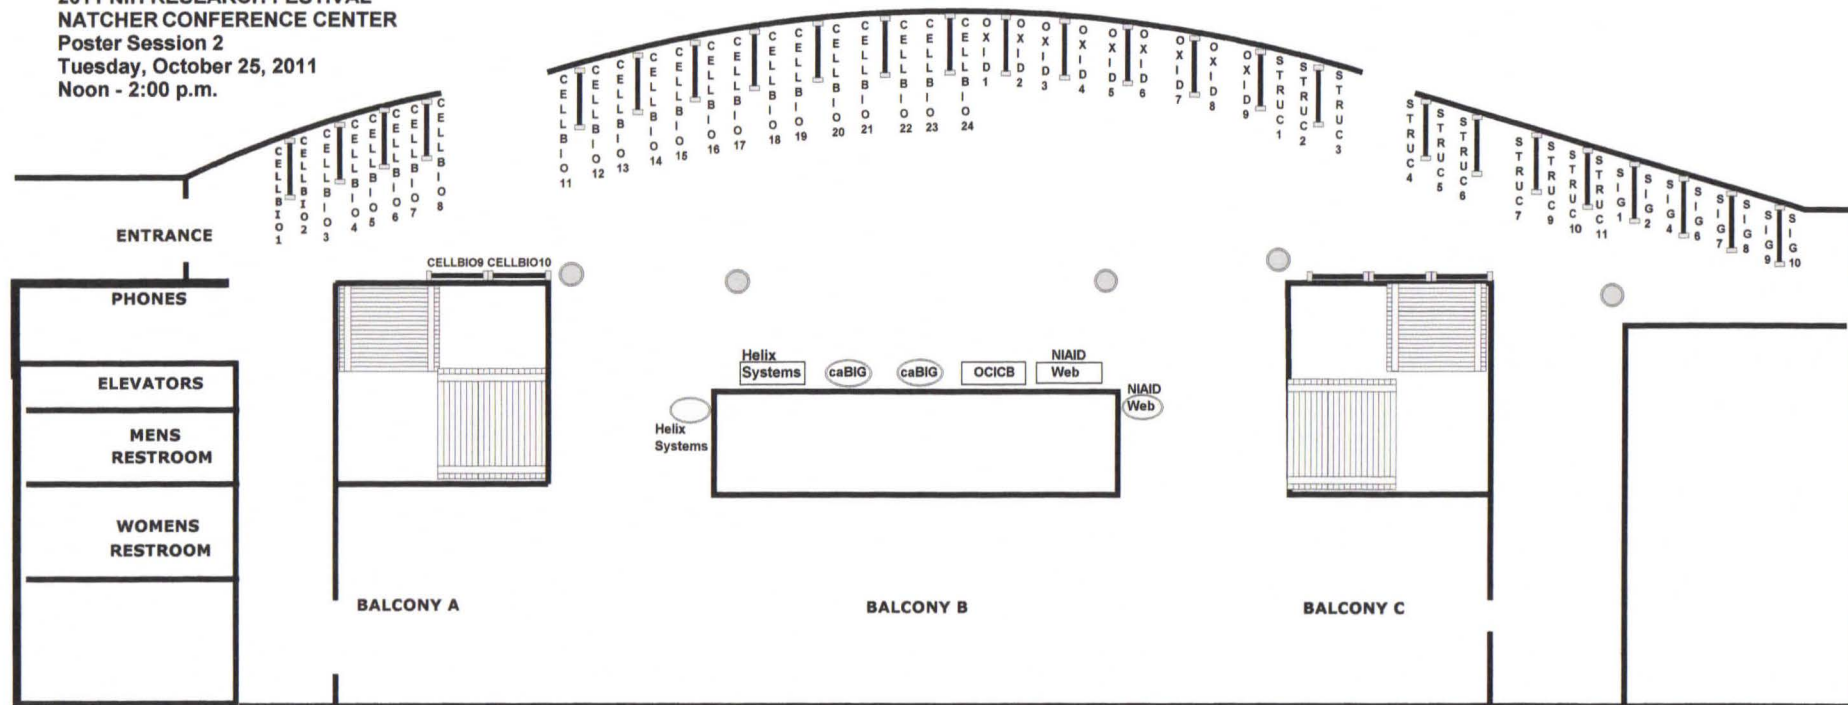 2011 NIH RESEARCH FESTIVAL
NATCHER CONFERENCE CENTER
Poster Session 2
Tuesday, October 25, 2011
Noon - 2:00 p.m.
CELLBIO1
CELLBIO2
CELLBIO3
CELLBIO4
CELLBIO5
CELLBIO6
CELLBIO7
CELLBIO8
CELLBIO11
CELLBIO12
CELLBIO13
CELLBIO14
CELLBIO15
CELLBIO16
CELLBIO17
CELLBIO18
CELLBIO19
CELLBIO20
CELLBIO21
CELLBIO22
CELLBIO23
CELLBIO24
OXID1
OXID2
OXID3
OXID4
OXID5
OXID6
OXID7
OXID8
OXID9
STRUC1
STRUC2
STRUC3
STRUC4
STRUC5
STRUC6
STRUC7
STRUC9
STRUC10
STRUC11
SIG1
SIG2
SIG4
SIG6
SIG7
SIG8
SIG9
SIG10
ENTRANCE
CELLBIO9 CELLBIO10
PHONES
Helix
Systems
caBIG
caBIG
OCICB
NIAID
Web
NIAID
Web
Helix
Systems
ELEVATORS
MENS
RESTROOM
WOMENS
RESTROOM
BALCONY A
BALCONY B
BALCONY C